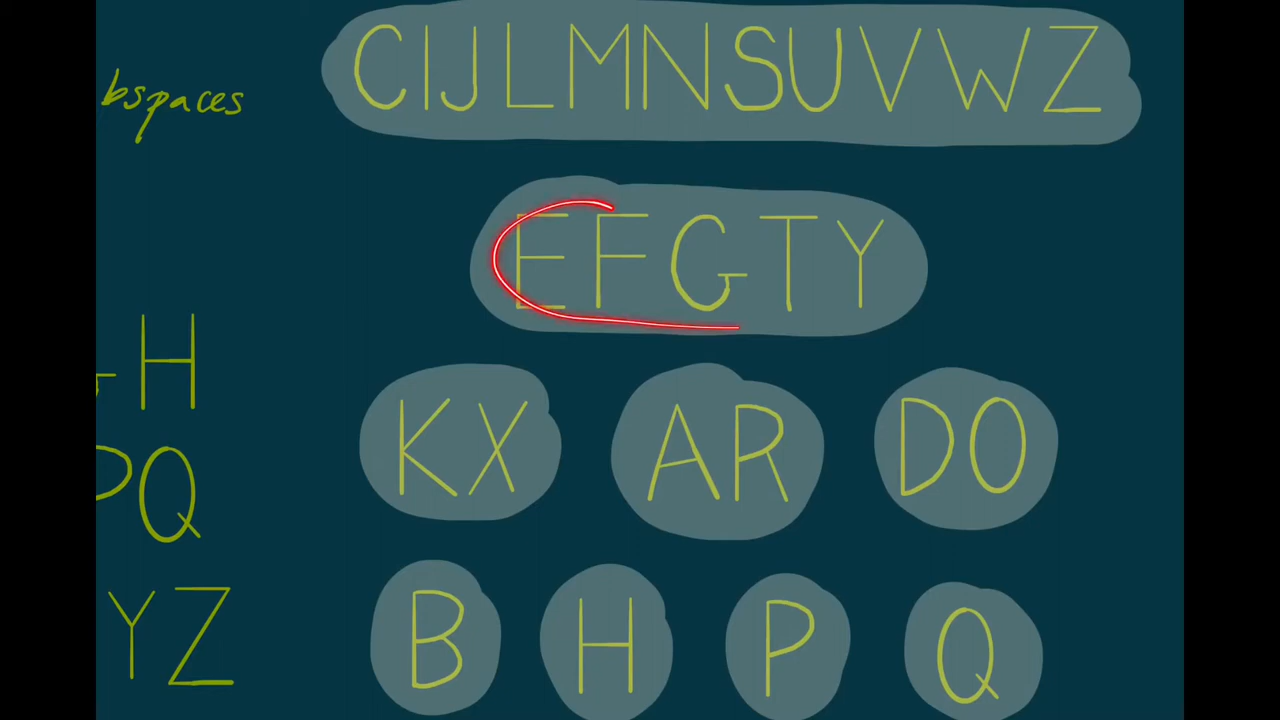 CIJLMNSUVWZ
bspaces
EFGTY
H
KX AR DO
PQ
YZ
B H P Q